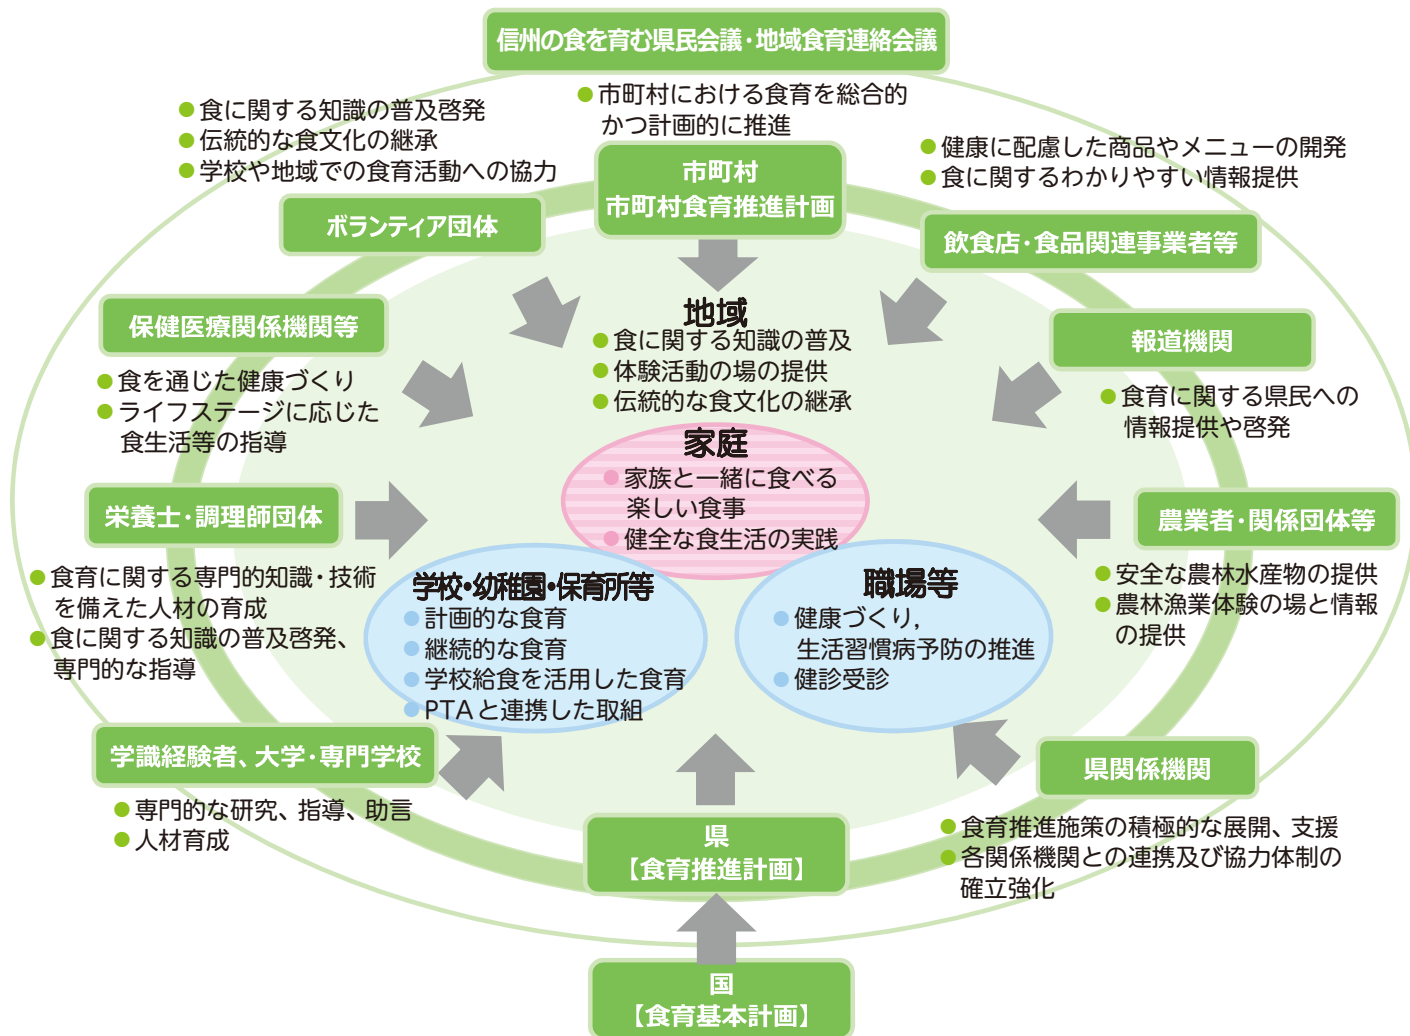 信州の食を育む県民会議・地域食育連絡会議
●市町村における食育を総合的
かつ計画的に推進
市町村
市町村食育推進計画
●食に関する知識の普及啓発
●伝統的な食文化の継承
●学校や地域での食育活動への協力
ボランティア団体
●健康に配慮した商品やメニューの開発
●食に関するわかりやすい情報提供
飲食店・食品関連事業者等
保健医療関係機関等
●食を通じた健康づくり
●ライフステージに応じた
食生活等の指導
地域
●食に関する知識の普及
●体験活動の場の提供
●伝統的な食文化の継承
報道機関
●食育に関する県民への
情報提供や啓発
家庭
●家族と一緒に食べる
楽しい食事
●健全な食生活の実践
栄養士・調理師団体
●食育に関する専門的知識・技術
を備えた人材の育成
●食に関する知識の普及啓発、
専門的な指導
農業者・関係団体等
●安全な農林水産物の提供
●農林漁業体験の場と情報
の提供
学校・幼稚園・保育所等
●計画的な食育
●継続的な食育
●学校給食を活用した食育
●PTAと連携した取組
職場等
●健康づくり,
生活習慣病予防の推進
●健診受診
学識経験者、大学・専門学校
●専門的な研究、指導、助言
●人材育成
県関係機関
●食育推進施策の積極的な展開、支援
●各関係機関との連携及び協力体制の
確立強化
県
【食育推進計画】
国
【食育基本計画】